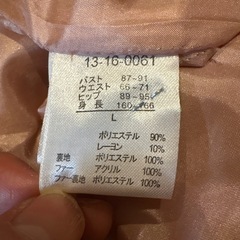 13-16-0061
バスト 87-91
ウエスト 66-71
ヒップ 89-95
身長 160-166
L
ポリエステル 90%
レーヨン 10%
裏地 ポリエステル 100%
ファー アクリル 100%
ファー裏地 ポリエステル 100%